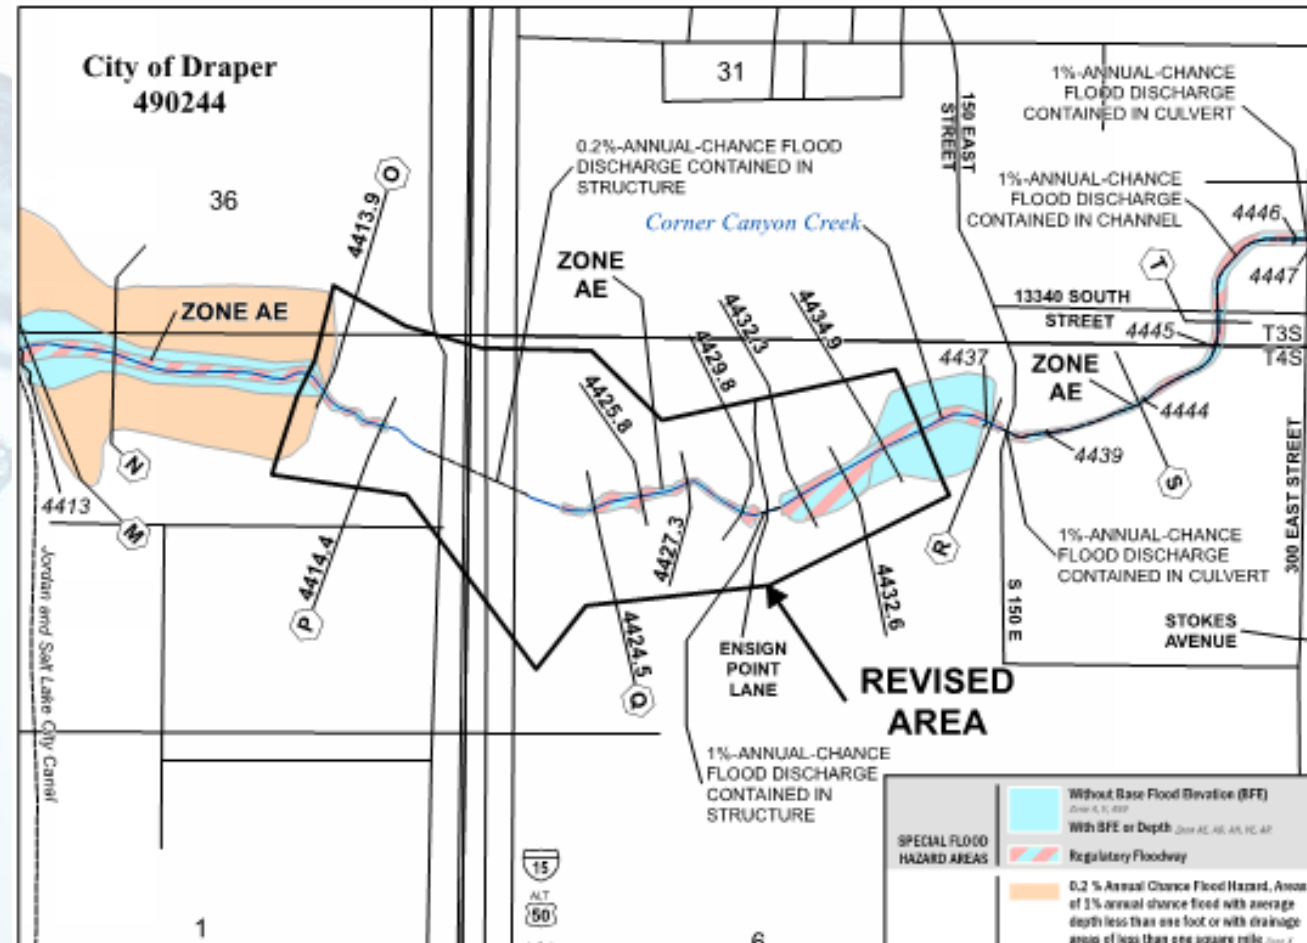 City of Draper
490244
36
31
1
6
0.2%-ANNUAL-CHANCE FLOOD
DISCHARGE CONTAINED IN
STRUCTURE
Corner Canyon Creek
150 EAST
STREET
1%-ANNUAL-CHANCE
FLOOD DISCHARGE
CONTAINED IN CULVERT
1%-ANNUAL-CHANCE
FLOOD DISCHARGE
CONTAINED IN CHANNEL
4446
4447
T
O
4413.9
ZONE AE
ZONE
AE
4432.3
4434.9
4429.8
4425.8
13340 SOUTH
STREET
4445
T3S
T4S
4437
ZONE
AE
4444
4439
S
N
M
4413
Jordan and Salt Lake City Canal
4414.4
P
4427.3
4424.5
Q
4432.6
R
1%-ANNUAL-CHANCE
FLOOD DISCHARGE
CONTAINED IN CULVERT
300 EAST STREET
S 150 E
STOKES
AVENUE
ENSIGN
POINT
LANE
REVISED
AREA
1%-ANNUAL-CHANCE
FLOOD DISCHARGE
CONTAINED IN
STRUCTURE
15
ALT
50
SPECIAL FLOOD
HAZARD AREAS
Without Base Flood Elevation (BFE)
With BFE or Depth
Regulatory Floodway
0.2 % Annual Chance Flood Hazard, Areas
of 1% annual chance flood with average
depth less than one foot or with drainage
areas of less than one square mile